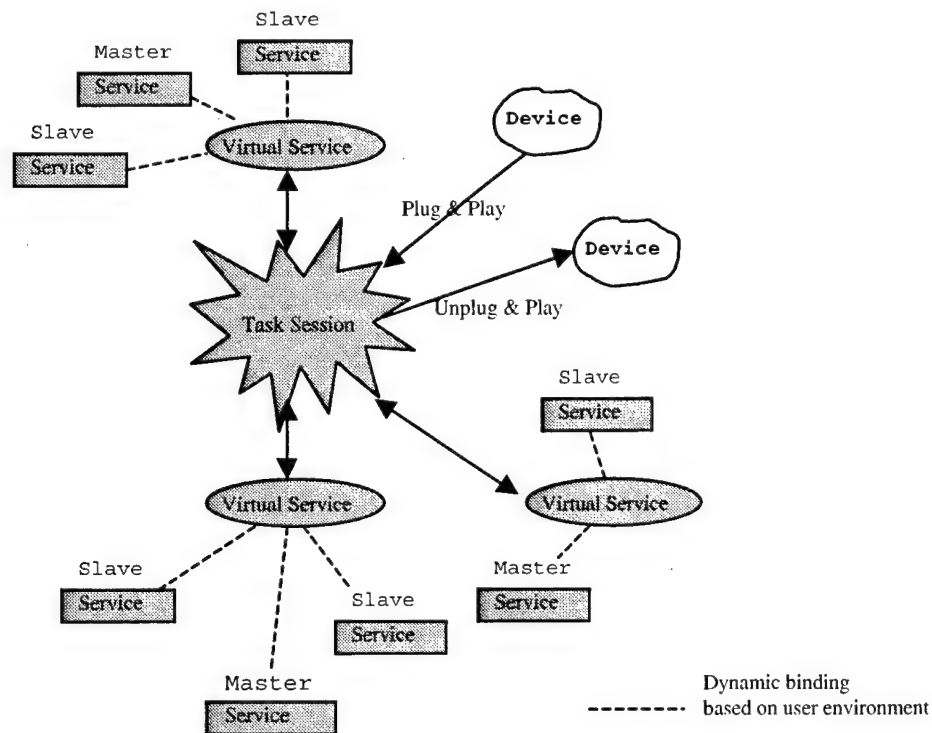 Slave
Service
Master
Service
Slave
Service
Virtual Service
Device
Plug & Play
Device
Unplug & Play
Task Session
Slave
Service
Virtual Service
Master
Service
Virtual Service
Slave
Service
Slave
Service
Master
Service
Dynamic binding
based on user environment